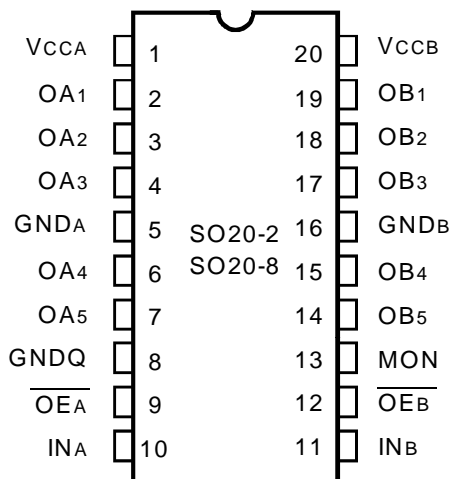 VCCA 1 20 VCCB
OA1 2 19 OB1
OA2 3 18 OB2
OA3 4 17 OB3
GNDA 5 SO20-2 16 GNDB
OA4 6 SO20-8 15 OB4
OA5 7 14 OB5
GNDQ 8 13 MON
OEA 9 12 OEB
INA 10 11 INB